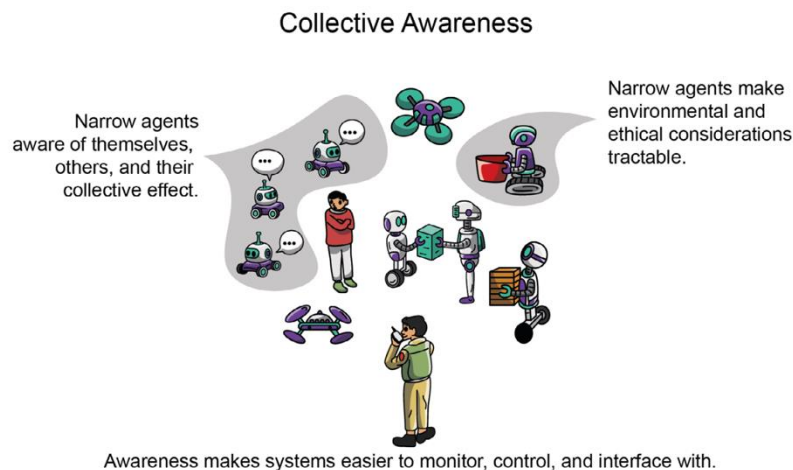 Collective Awareness
Narrow agents
aware of themselves,
others, and their
collective effect.
Narrow agents make
environmental and
ethical considerations
tractable.
Awareness makes systems easier to monitor, control, and interface with.